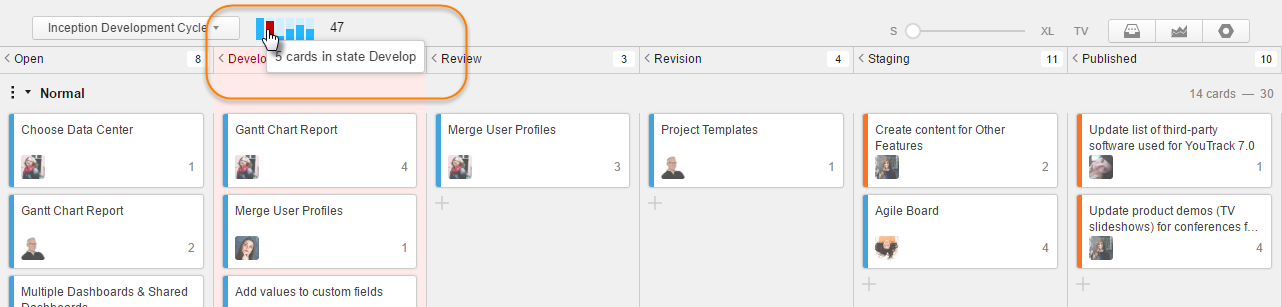 Inception Development Cycle
47
S
XL
TV
5 cards in state Develop
Open
8
Develo
Review
3
Revision
4
Staging
11
Published
10
Normal
14 cards — 30
Choose Data Center
1
Gantt Chart Report
4
Merge User Profiles
3
Project Templates
1
Create content for Other
Features
2
Update list of third-party
software used for YouTrack 7.0
1
Gantt Chart Report
2
Merge User Profiles
1
Agile Board
4
Update product demos (TV
slideshows) for conferences f...
4
Multiple Dashboards & Shared
Dashboards
Add values to custom fields